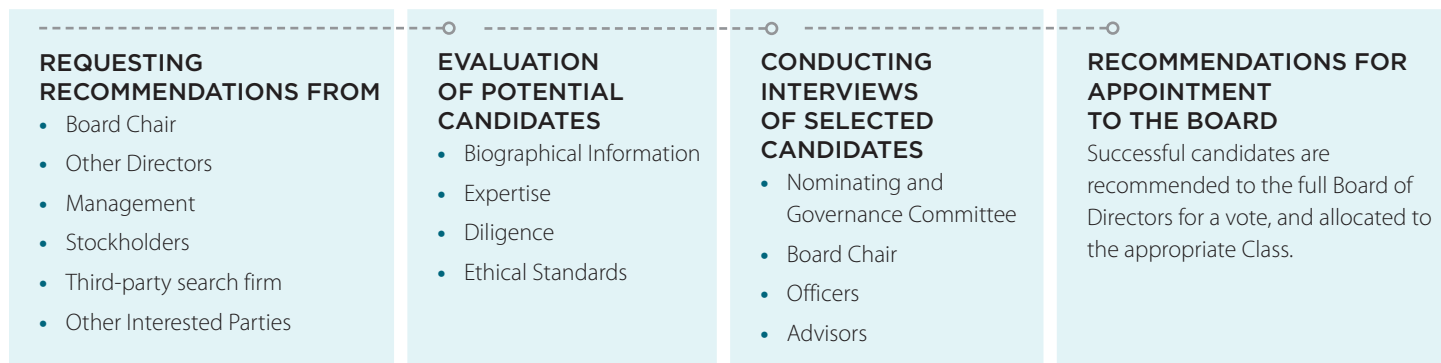 REQUESTING
RECOMMENDATIONS FROM
• Board Chair
• Other Directors
• Management
• Stockholders
• Third-party search firm
• Other Interested Parties
EVALUATION
OF POTENTIAL
CANDIDATES
• Biographical Information
• Expertise
• Diligence
• Ethical Standards
CONDUCTING
INTERVIEWS
OF SELECTED
CANDIDATES
• Nominating and
Governance Committee
• Board Chair
• Officers
• Advisors
RECOMMENDATIONS FOR
APPOINTMENT
TO THE BOARD
Successful candidates are
recommended to the full Board of
Directors for a vote, and allocated to
the appropriate Class.